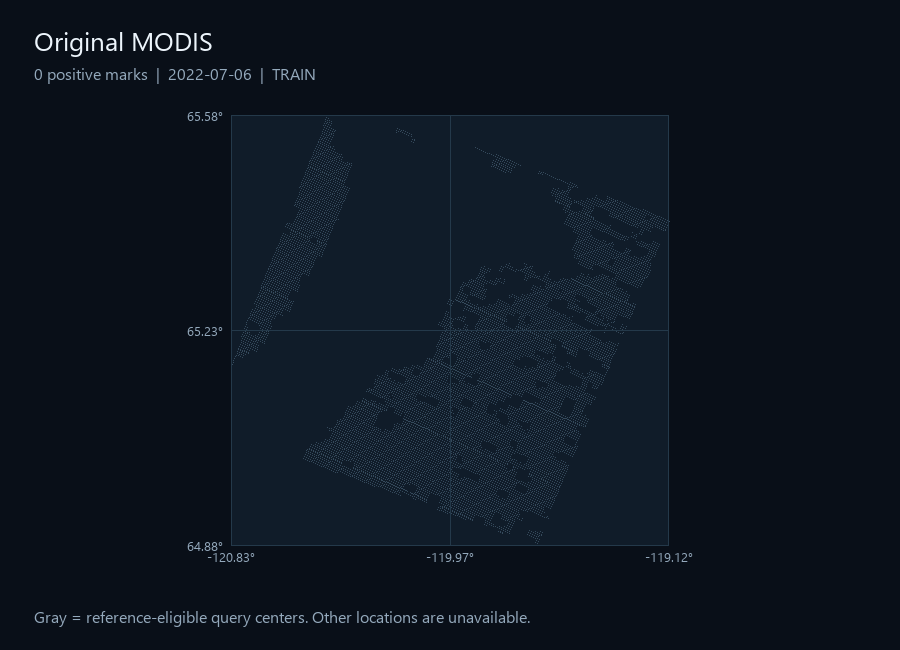 Original MODIS
0 positive marks | 2022-07-06 | TRAIN
65.58°
65.23°
64.88°
-120.83° -119.97° -119.12°
Gray = reference-eligible query centers. Other locations are unavailable.